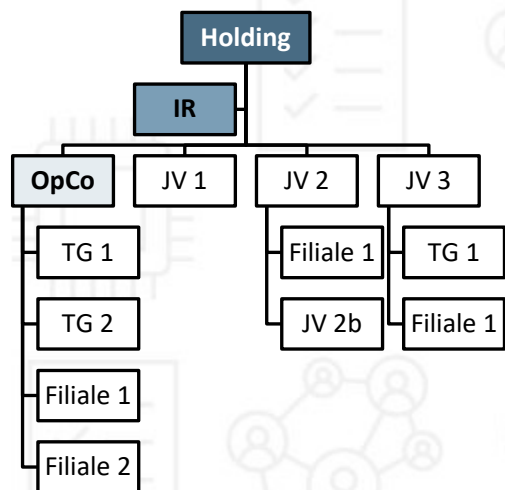 Holding
IR
OpCo
JV 1
JV 2
JV 3
TG 1
Filiale 1
TG 1
TG 2
JV 2b
Filiale 1
Filiale 1
Filiale 2